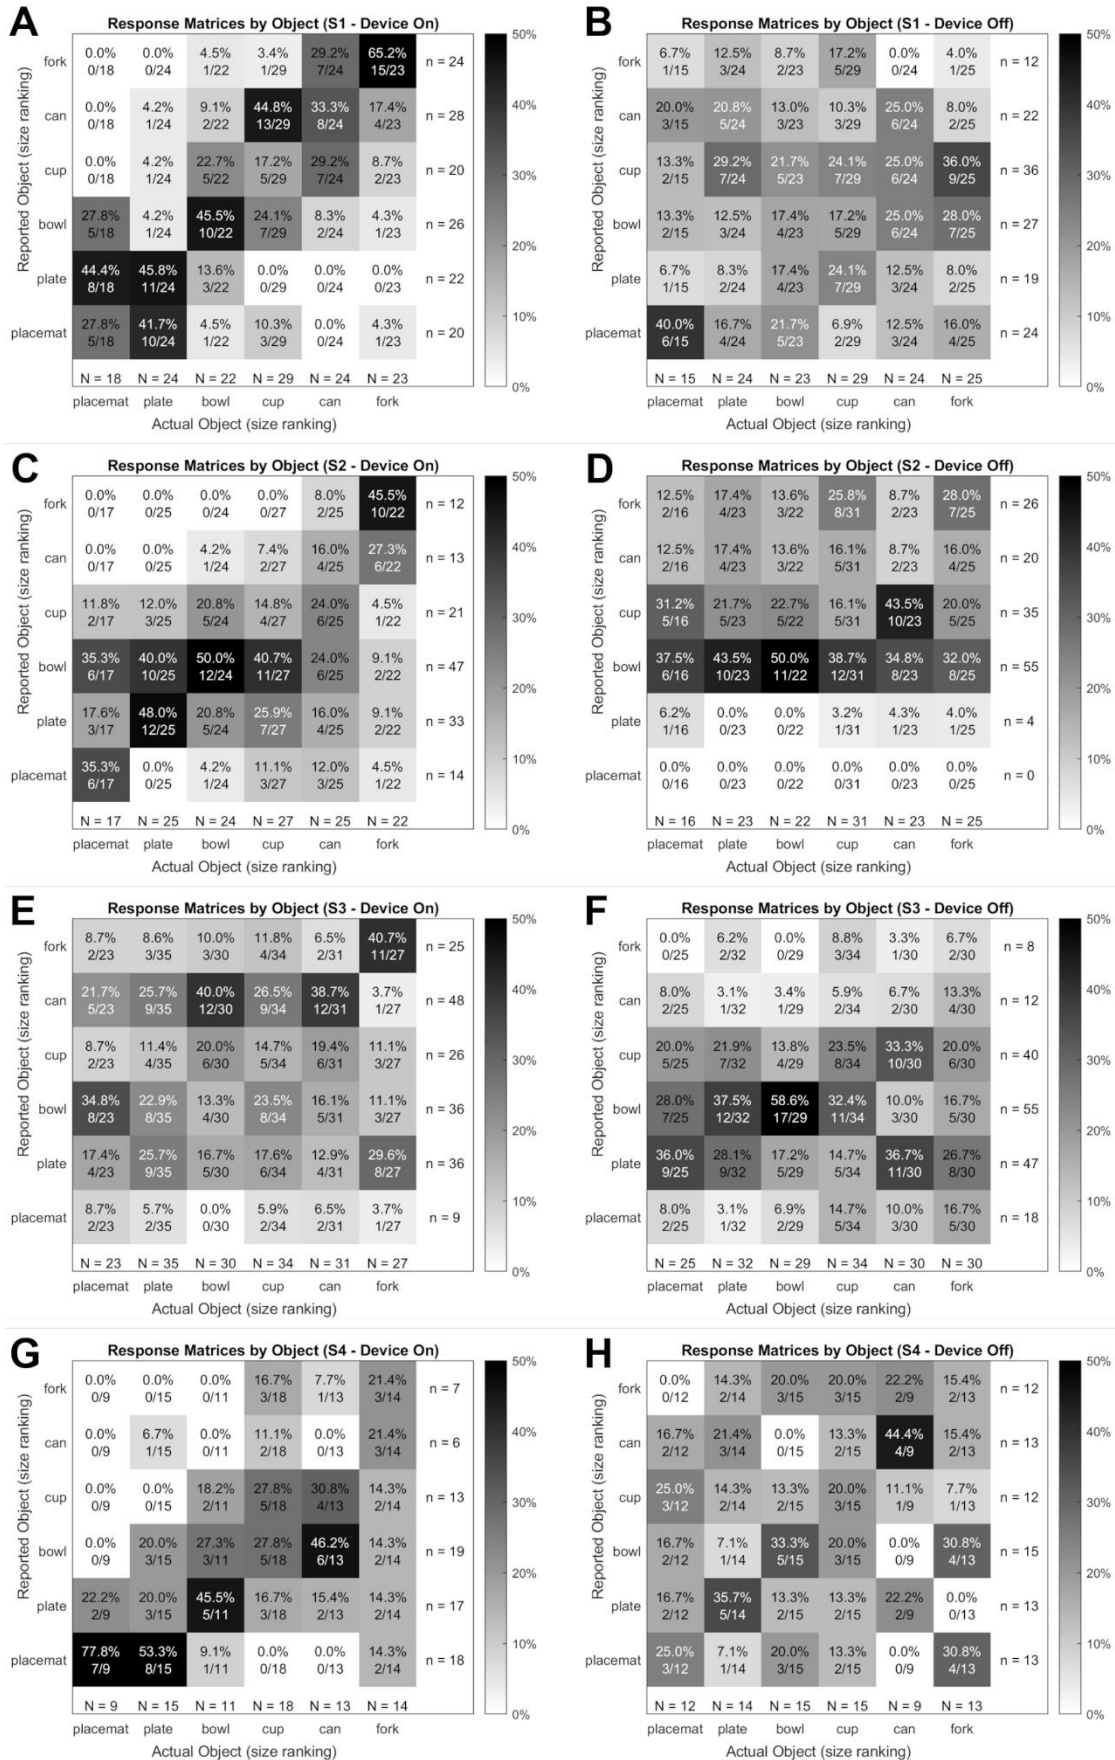 A
Response Matrices by Object (S1 - Device On)
Reported Object (size ranking)
fork
0.0% 0.0% 4.5% 3.4% 29.2% 65.2%
0/18 0/24 1/22 1/29 7/24 15/23
n = 24
can
0.0% 4.2% 9.1% 44.8% 33.3% 17.4%
0/18 1/24 2/22 13/29 8/24 4/23
n = 28
cup
0.0% 4.2% 22.7% 17.2% 29.2% 8.7%
0/18 1/24 5/22 5/29 7/24 2/23
n = 20
bowl
27.8% 4.2% 45.5% 24.1% 8.3% 4.3%
5/18 1/24 10/22 7/29 2/24 1/23
n = 26
plate
44.4% 45.8% 13.6% 0.0% 0.0% 0.0%
8/18 11/24 3/22 0/29 0/24 0/23
n = 22
placemat
27.8% 41.7% 4.5% 10.3% 0.0% 4.3%
5/18 10/24 1/22 3/29 0/24 1/23
n = 20
N = 18 N = 24 N = 22 N = 29 N = 24 N = 23
placemat plate bowl cup can fork
Actual Object (size ranking)
50%
40%
30%
20%
10%
0%
B
Response Matrices by Object (S1 - Device Off)
Reported Object (size ranking)
fork
6.7% 12.5% 8.7% 17.2% 0.0% 4.0%
1/15 3/24 2/23 5/29 0/24 1/25
n = 12
can
20.0% 20.8% 13.0% 10.3% 25.0% 8.0%
3/15 5/24 3/23 3/29 6/24 2/25
n = 22
cup
13.3% 29.2% 21.7% 24.1% 25.0% 36.0%
2/15 7/24 5/23 7/29 6/24 9/25
n = 36
bowl
13.3% 12.5% 17.4% 17.2% 25.0% 28.0%
2/15 3/24 4/23 5/29 6/24 7/25
n = 27
plate
6.7% 8.3% 17.4% 24.1% 12.5% 8.0%
1/15 2/24 4/23 7/29 3/24 2/25
n = 19
placemat
40.0% 16.7% 21.7% 6.9% 12.5% 16.0%
6/15 4/24 5/23 2/29 3/24 4/25
n = 24
N = 15 N = 24 N = 23 N = 29 N = 24 N = 25
placemat plate bowl cup can fork
Actual Object (size ranking)
50%
40%
30%
20%
10%
0%
C
Response Matrices by Object (S2 - Device On)
Reported Object (size ranking)
fork
0.0% 0.0% 0.0% 0.0% 8.0% 45.5%
0/17 0/25 0/24 0/27 2/25 10/22
n = 12
can
0.0% 0.0% 4.2% 7.4% 16.0% 27.3%
0/17 0/25 1/24 2/27 4/25 6/22
n = 13
cup
11.8% 12.0% 20.8% 14.8% 24.0% 4.5%
2/17 3/25 5/24 4/27 6/25 1/22
n = 21
bowl
35.3% 40.0% 50.0% 40.7% 24.0% 9.1%
6/17 10/25 12/24 11/27 6/25 2/22
n = 47
plate
17.6% 48.0% 20.8% 25.9% 16.0% 9.1%
3/17 12/25 5/24 7/27 4/25 2/22
n = 33
placemat
35.3% 0.0% 4.2% 11.1% 12.0% 4.5%
6/17 0/25 1/24 3/27 3/25 1/22
n = 14
N = 17 N = 25 N = 24 N = 27 N = 25 N = 22
placemat plate bowl cup can fork
Actual Object (size ranking)
50%
40%
30%
20%
10%
0%
D
Response Matrices by Object (S2 - Device Off)
Reported Object (size ranking)
fork
12.5% 17.4% 13.6% 25.8% 8.7% 28.0%
2/16 4/23 3/22 8/31 2/23 7/25
n = 26
can
12.5% 17.4% 13.6% 16.1% 8.7% 16.0%
2/16 4/23 3/22 5/31 2/23 4/25
n = 20
cup
31.2% 21.7% 22.7% 16.1% 43.5% 20.0%
5/16 5/23 5/22 5/31 10/23 5/25
n = 35
bowl
37.5% 43.5% 50.0% 38.7% 34.8% 32.0%
6/16 10/23 11/22 12/31 8/23 8/25
n = 55
plate
6.2% 0.0% 0.0% 3.2% 4.3% 4.0%
1/16 0/23 0/22 1/31 1/23 1/25
n = 4
placemat
0.0% 0.0% 0.0% 0.0% 0.0% 0.0%
0/16 0/23 0/22 0/31 0/23 0/25
n = 0
N = 16 N = 23 N = 22 N = 31 N = 23 N = 25
placemat plate bowl cup can fork
Actual Object (size ranking)
50%
40%
30%
20%
10%
0%
E
Response Matrices by Object (S3 - Device On)
Reported Object (size ranking)
fork
8.7% 8.6% 10.0% 11.8% 6.5% 40.7%
2/23 3/35 3/30 4/34 2/31 11/27
n = 25
can
21.7% 25.7% 40.0% 26.5% 38.7% 3.7%
5/23 9/35 12/30 9/34 12/31 1/27
n = 48
cup
8.7% 11.4% 20.0% 14.7% 19.4% 11.1%
2/23 4/35 6/30 5/34 6/31 3/27
n = 26
bowl
34.8% 22.9% 13.3% 23.5% 16.1% 11.1%
8/23 8/35 4/30 8/34 5/31 3/27
n = 36
plate
17.4% 25.7% 16.7% 17.6% 12.9% 29.6%
4/23 9/35 5/30 6/34 4/31 8/27
n = 36
placemat
8.7% 5.7% 0.0% 5.9% 6.5% 3.7%
2/23 2/35 0/30 2/34 2/31 1/27
n = 9
N = 23 N = 35 N = 30 N = 34 N = 31 N = 27
placemat plate bowl cup can fork
Actual Object (size ranking)
50%
40%
30%
20%
10%
0%
F
Response Matrices by Object (S3 - Device Off)
Reported Object (size ranking)
fork
0.0% 6.2% 0.0% 8.8% 3.3% 6.7%
0/25 2/32 0/29 3/34 1/30 2/30
n = 8
can
8.0% 3.1% 3.4% 5.9% 6.7% 13.3%
2/25 1/32 1/29 2/34 2/30 4/30
n = 12
cup
20.0% 21.9% 13.8% 23.5% 33.3% 20.0%
5/25 7/32 4/29 8/34 10/30 6/30
n = 40
bowl
28.0% 37.5% 58.6% 32.4% 10.0% 16.7%
7/25 12/32 17/29 11/34 3/30 5/30
n = 55
plate
36.0% 28.1% 17.2% 14.7% 36.7% 26.7%
9/25 9/32 5/29 5/34 11/30 8/30
n = 47
placemat
8.0% 3.1% 6.9% 14.7% 10.0% 16.7%
2/25 1/32 2/29 5/34 3/30 5/30
n = 18
N = 25 N = 32 N = 29 N = 34 N = 30 N = 30
placemat plate bowl cup can fork
Actual Object (size ranking)
50%
40%
30%
20%
10%
0%
G
Response Matrices by Object (S4 - Device On)
Reported Object (size ranking)
fork
0.0% 0.0% 0.0% 16.7% 7.7% 21.4%
0/9 0/15 0/11 3/18 1/13 3/14
n = 7
can
0.0% 6.7% 0.0% 11.1% 0.0% 21.4%
0/9 1/15 0/11 2/18 0/13 3/14
n = 6
cup
0.0% 0.0% 18.2% 27.8% 30.8% 14.3%
0/9 0/15 2/11 5/18 4/13 2/14
n = 13
bowl
0.0% 20.0% 27.3% 27.8% 46.2% 14.3%
0/9 3/15 3/11 5/18 6/13 2/14
n = 19
plate
22.2% 20.0% 45.5% 16.7% 15.4% 14.3%
2/9 3/15 5/11 3/18 2/13 2/14
n = 17
placemat
77.8% 53.3% 9.1% 0.0% 0.0% 14.3%
7/9 8/15 1/11 0/18 0/13 2/14
n = 18
N = 9 N = 15 N = 11 N = 18 N = 13 N = 14
placemat plate bowl cup can fork
Actual Object (size ranking)
50%
40%
30%
20%
10%
0%
H
Response Matrices by Object (S4 - Device Off)
Reported Object (size ranking)
fork
0.0% 14.3% 20.0% 20.0% 22.2% 15.4%
0/12 2/14 3/15 3/15 2/9 2/13
n = 12
can
16.7% 21.4% 0.0% 13.3% 44.4% 15.4%
2/12 3/14 0/15 2/15 4/9 2/13
n = 13
cup
25.0% 14.3% 13.3% 20.0% 11.1% 7.7%
3/12 2/14 2/15 3/15 1/9 1/13
n = 12
bowl
16.7% 7.1% 33.3% 20.0% 0.0% 30.8%
2/12 1/14 5/15 3/15 0/9 4/13
n = 15
plate
16.7% 35.7% 13.3% 13.3% 22.2% 0.0%
2/12 5/14 2/15 2/15 2/9 0/13
n = 13
placemat
25.0% 7.1% 20.0% 13.3% 0.0% 30.8%
3/12 1/14 3/15 2/15 0/9 4/13
n = 13
N = 12 N = 14 N = 15 N = 15 N = 9 N = 13
placemat plate bowl cup can fork
Actual Object (size ranking)
50%
40%
30%
20%
10%
0%